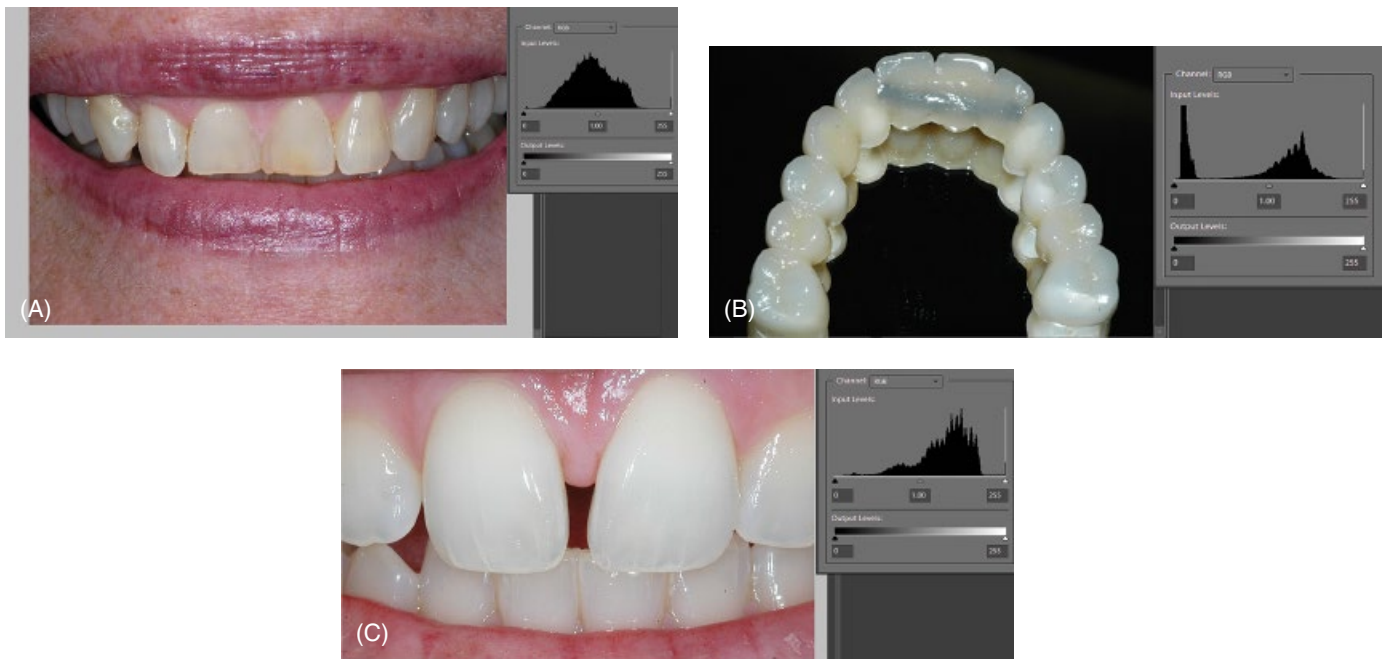 Channel: RGB
Input Levels:
1.00
255
Output Levels:
255
(A)
Channel: RGB
Input Levels:
0
1.00
255
Output Levels:
0
255
(B)
Channel: RGB
Input Levels:
0
1.00
255
Output Levels:
0
255
(C)